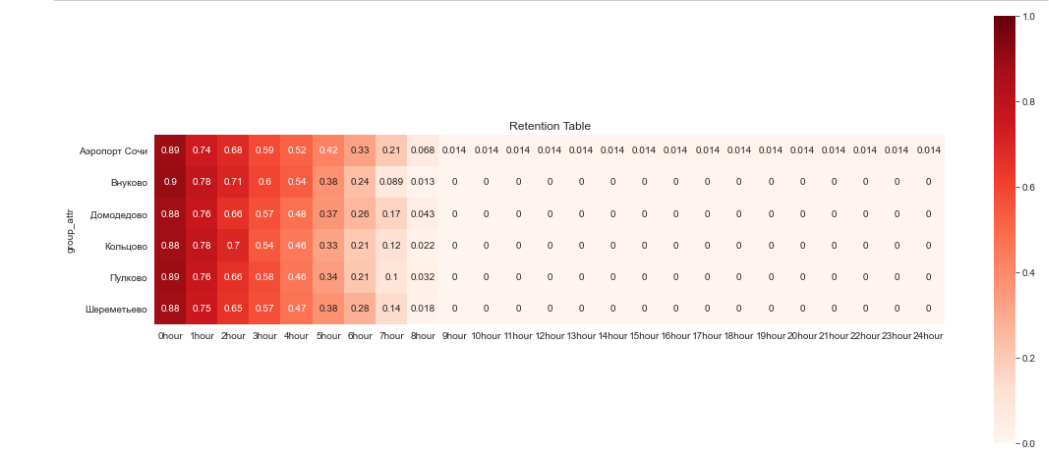 Retention Table
1.0
0.8
0.6
0.4
0.2
0.0
group_attr
Аэропорт Сочи 0.89 0.74 0.68 0.59 0.52 0.42 0.33 0.21 0.068 0.014 0.014 0.014 0.014 0.014 0.014 0.014 0.014 0.014 0.014 0.014 0.014 0.014 0.014 0.014 0.014
Внуково 0.9 0.78 0.71 0.6 0.54 0.38 0.24 0.089 0.013 0 0 0 0 0 0 0 0 0 0 0 0 0 0 0 0
Домодедово 0.88 0.76 0.66 0.57 0.48 0.37 0.26 0.17 0.043 0 0 0 0 0 0 0 0 0 0 0 0 0 0 0 0
Кольцово 0.88 0.78 0.7 0.54 0.46 0.33 0.21 0.12 0.022 0 0 0 0 0 0 0 0 0 0 0 0 0 0 0 0
Пулково 0.89 0.76 0.66 0.58 0.46 0.34 0.21 0.1 0.032 0 0 0 0 0 0 0 0 0 0 0 0 0 0 0 0
Шереметьево 0.88 0.75 0.65 0.57 0.47 0.38 0.28 0.14 0.018 0 0 0 0 0 0 0 0 0 0 0 0 0 0 0 0
0hour 1hour 2hour 3hour 4hour 5hour 6hour 7hour 8hour 9hour 10hour 11hour 12hour 13hour 14hour 15hour 16hour 17hour 18hour 19hour 20hour 21hour 22hour 23hour 24hour